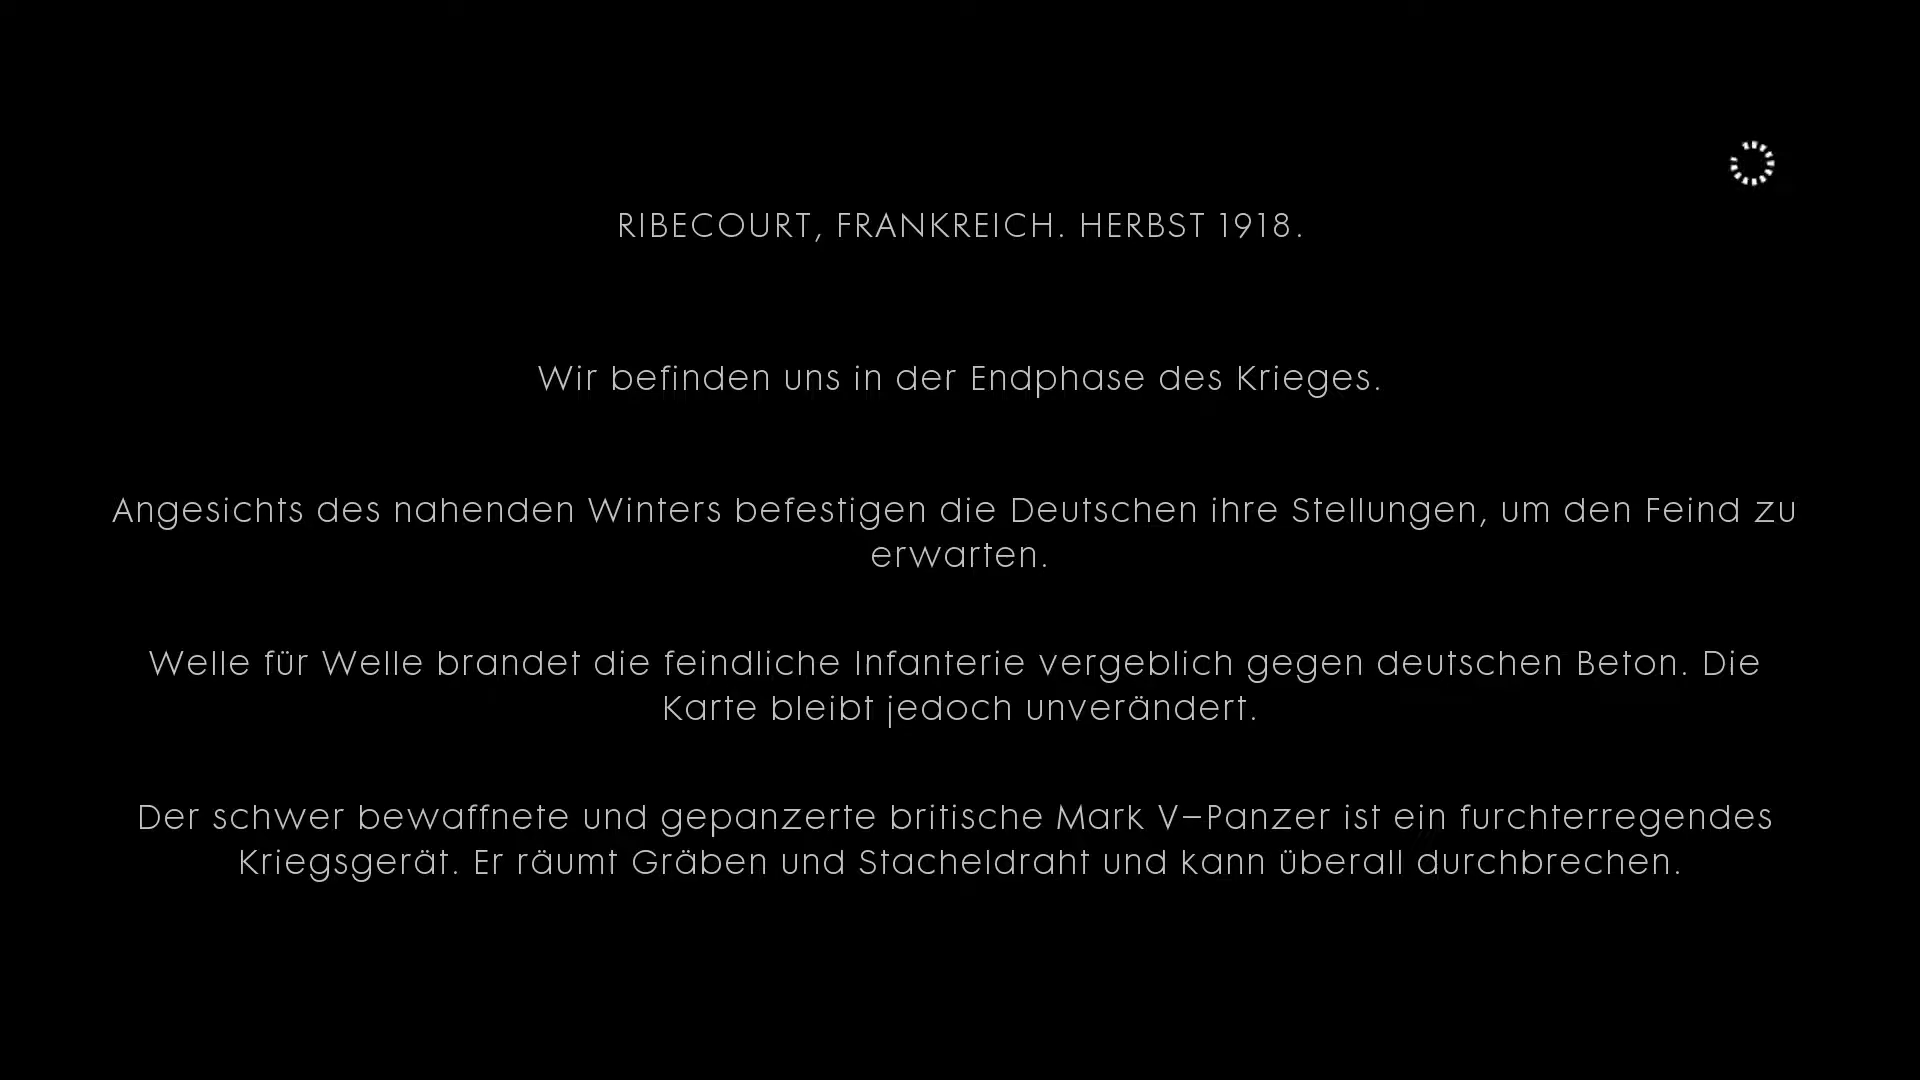 RIBECOURT, FRANKREICH. HERBST 1918.
Wir befinden uns in der Endphase des Krieges.
Angesichts des nahenden Winters befestigen die Deutschen ihre Stellungen, um den Feind zu
erwarten.
Welle für Welle brandet die feindliche Infanterie vergeblich gegen deutschen Beton. Die
Karte bleibt jedoch unverändert.
Der schwer bewaffnete und gepanzerte britische Mark V-Panzer ist ein furchterregendes
Kriegsgerät. Er räumt Gräben und Stacheldraht und kann überall durchbrechen.